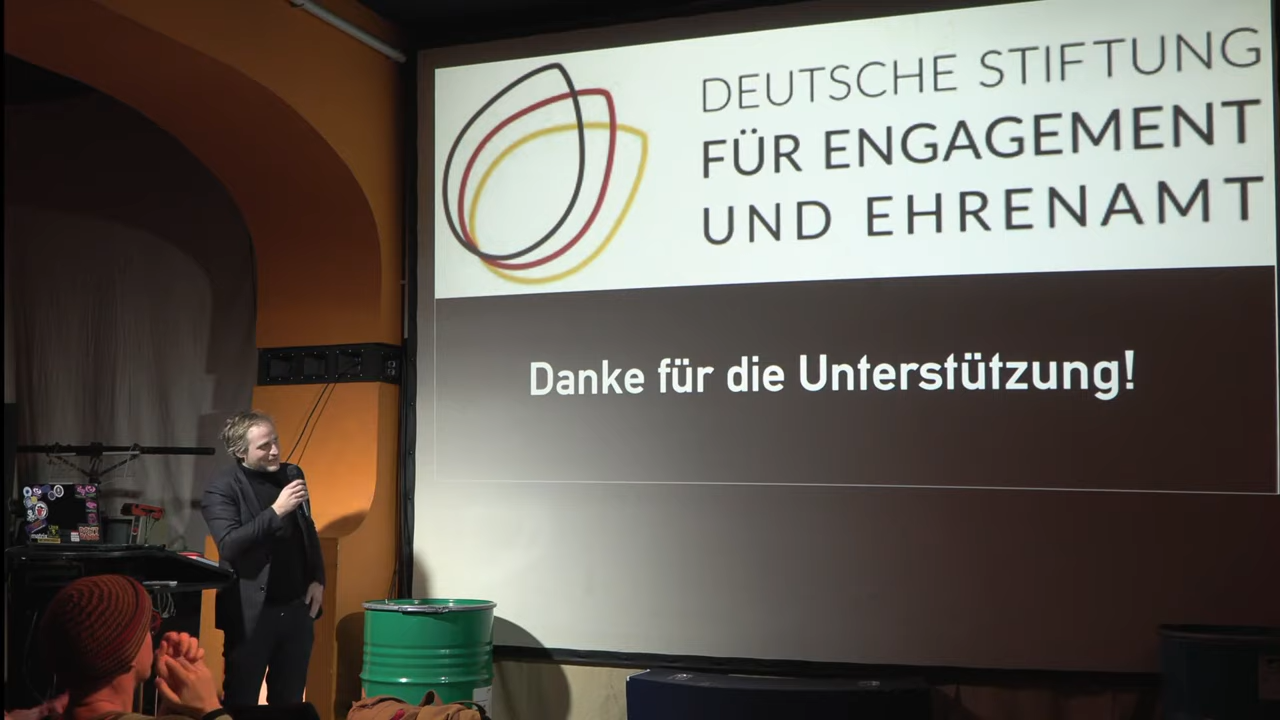 DEUTSCHE STIFTUNG
FÜR ENGAGEMENT
UND EHRENAMT
Danke für die Unterstützung!